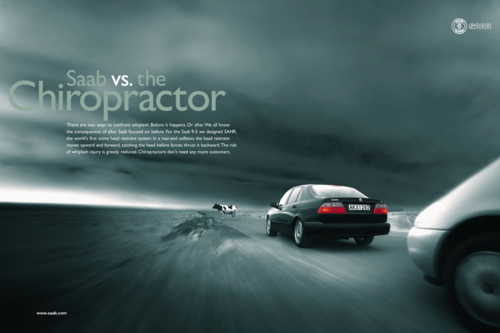 SAAB
Saab vs. the
Chiropractor
There are two ways to confront whiplash. Before it happens. Or after. We all know
the consequences of after. Saab focused on before. For the Saab 9-5 we designed SAHR,
the world's first active head restraint system. In a rear-end collision, the head restraint
moves upward and forward, catching the head before forces thrust it backward. The risk
of whiplash injury is greatly reduced. Chiropractors don't need any more customers.
www.saab.com